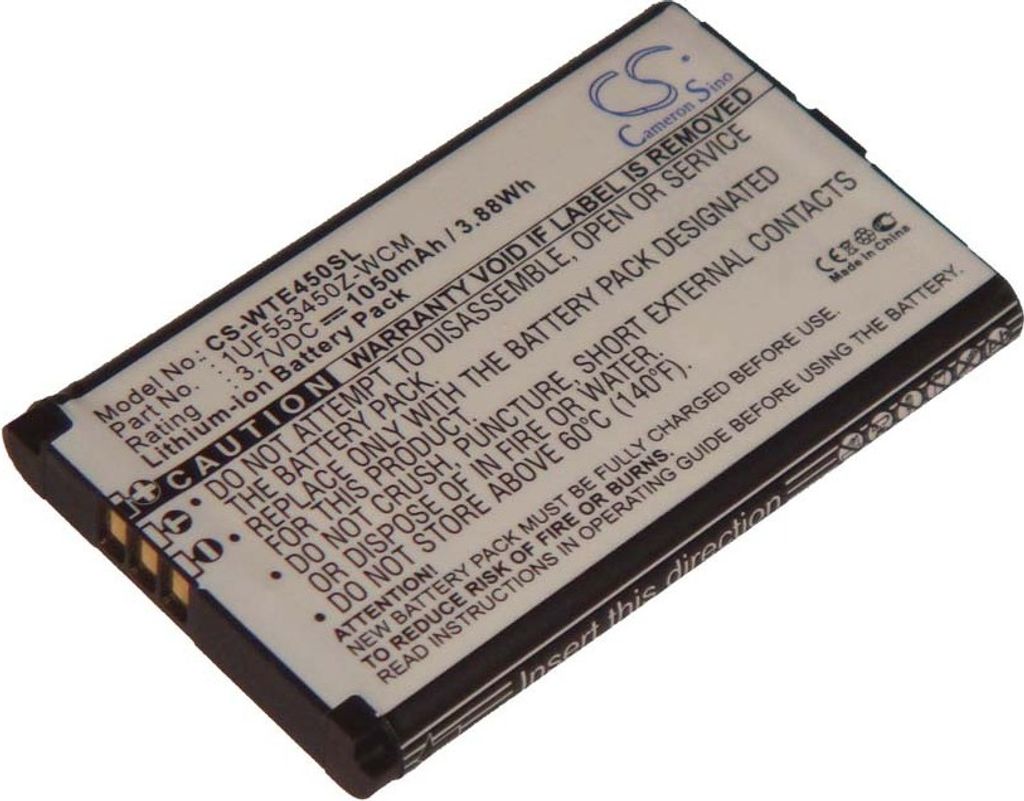 CS
Cameron Sino
Model No.: CS-WTE450SL
Part No. : 1UF553450Z-WCM
Rating : 3.7VDC 1050mAh / 3.88Wh
Lithium-ion Battery Pack
CAUTION WARRANTY VOID IF LABEL IS REMOVED
• DO NOT ATTEMPT TO DISASSEMBLE, OPEN OR SERVICE
THE BATTERY PACK.
• REPLACE ONLY WITH THE BATTERY PACK DESIGNATED
FOR THIS PRODUCT.
• DO NOT CRUSH, PUNCTURE, SHORT EXTERNAL CONTACTS
OR DISPOSE OF IN FIRE OR WATER.
• DO NOT STORE ABOVE 60°C (140°F).
ATTENTION!
NEW BATTERY PACK MUST BE FULLY CHARGED BEFORE USE.
TO REDUCE RISK OF FIRE OR BURNS.
READ INSTRUCTIONS IN OPERATING GUIDE BEFORE USING THE BATTERY.
CE
Made in China
+
T
-
Insert this direction